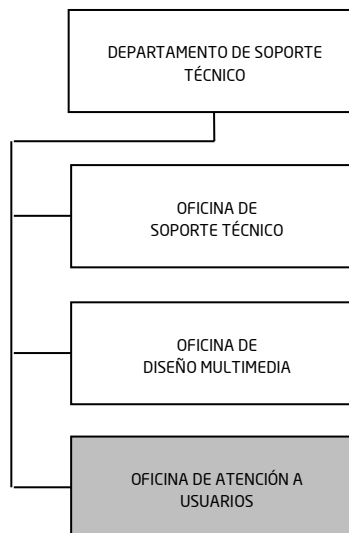 DEPARTAMENTO DE SOPORTE
TÉCNICO
OFICINA DE
SOPORTE TÉCNICO
OFICINA DE
DISEÑO MULTIMEDIA
OFICINA DE ATENCIÓN A
USUARIOS